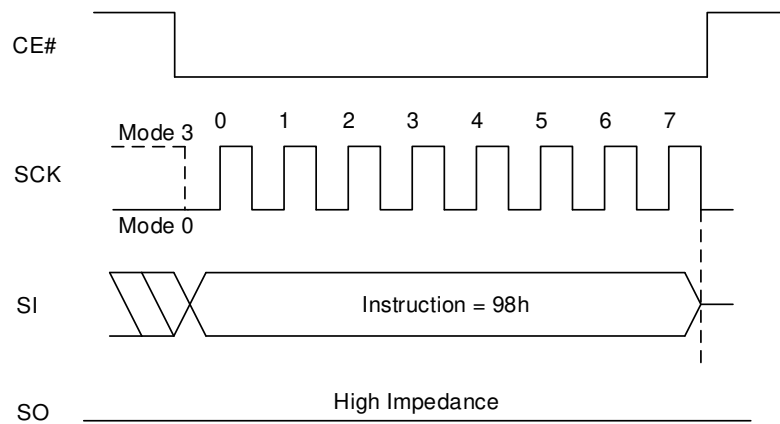 CE#
0 1 2 3 4 5 6 7
Mode 3
SCK
Mode 0
SI
Instruction = 98h
High Impedance
SO